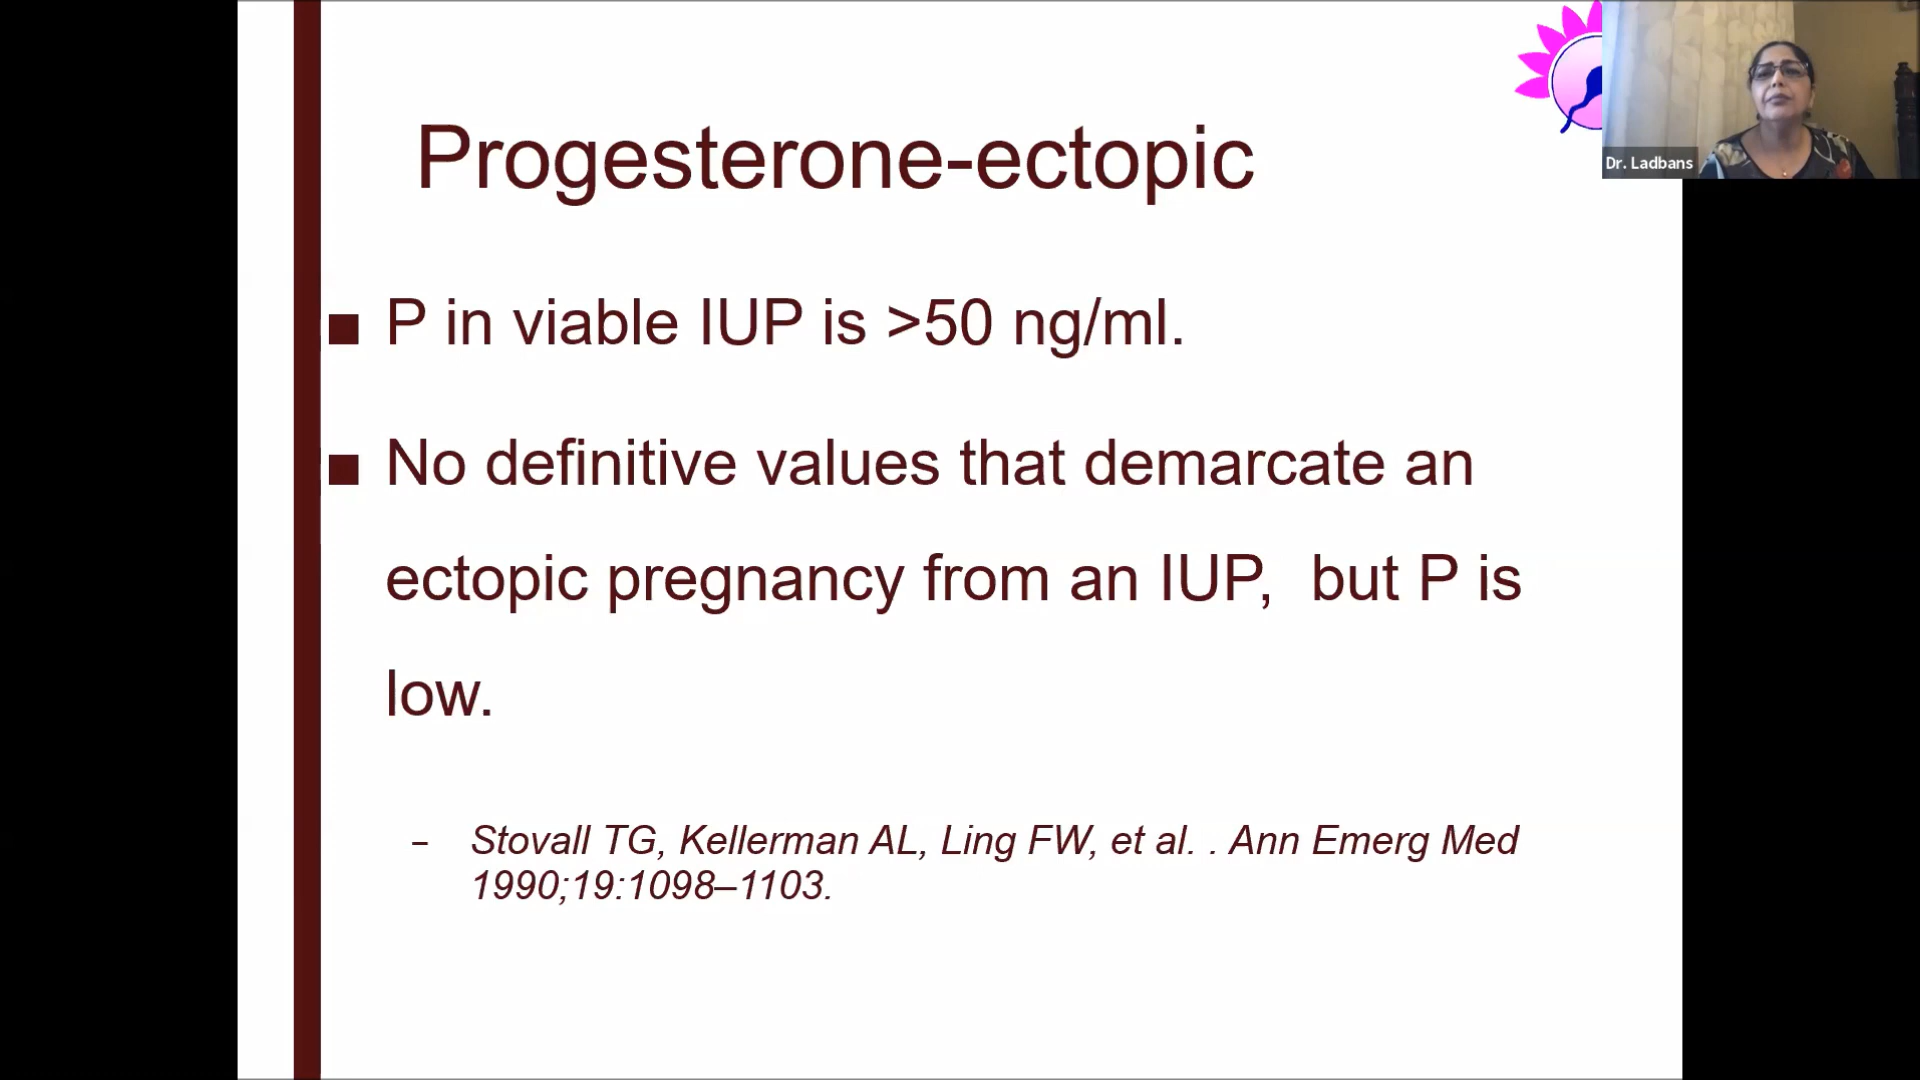 Progesterone-ectopic
Dr. Ladbans
■ P in viable IUP is >50 ng/ml.
■ No definitive values that demarcate an
ectopic pregnancy from an IUP,  but P is
low.
– Stovall TG, Kellerman AL, Ling FW, et al. . Ann Emerg Med
1990;19:1098–1103.